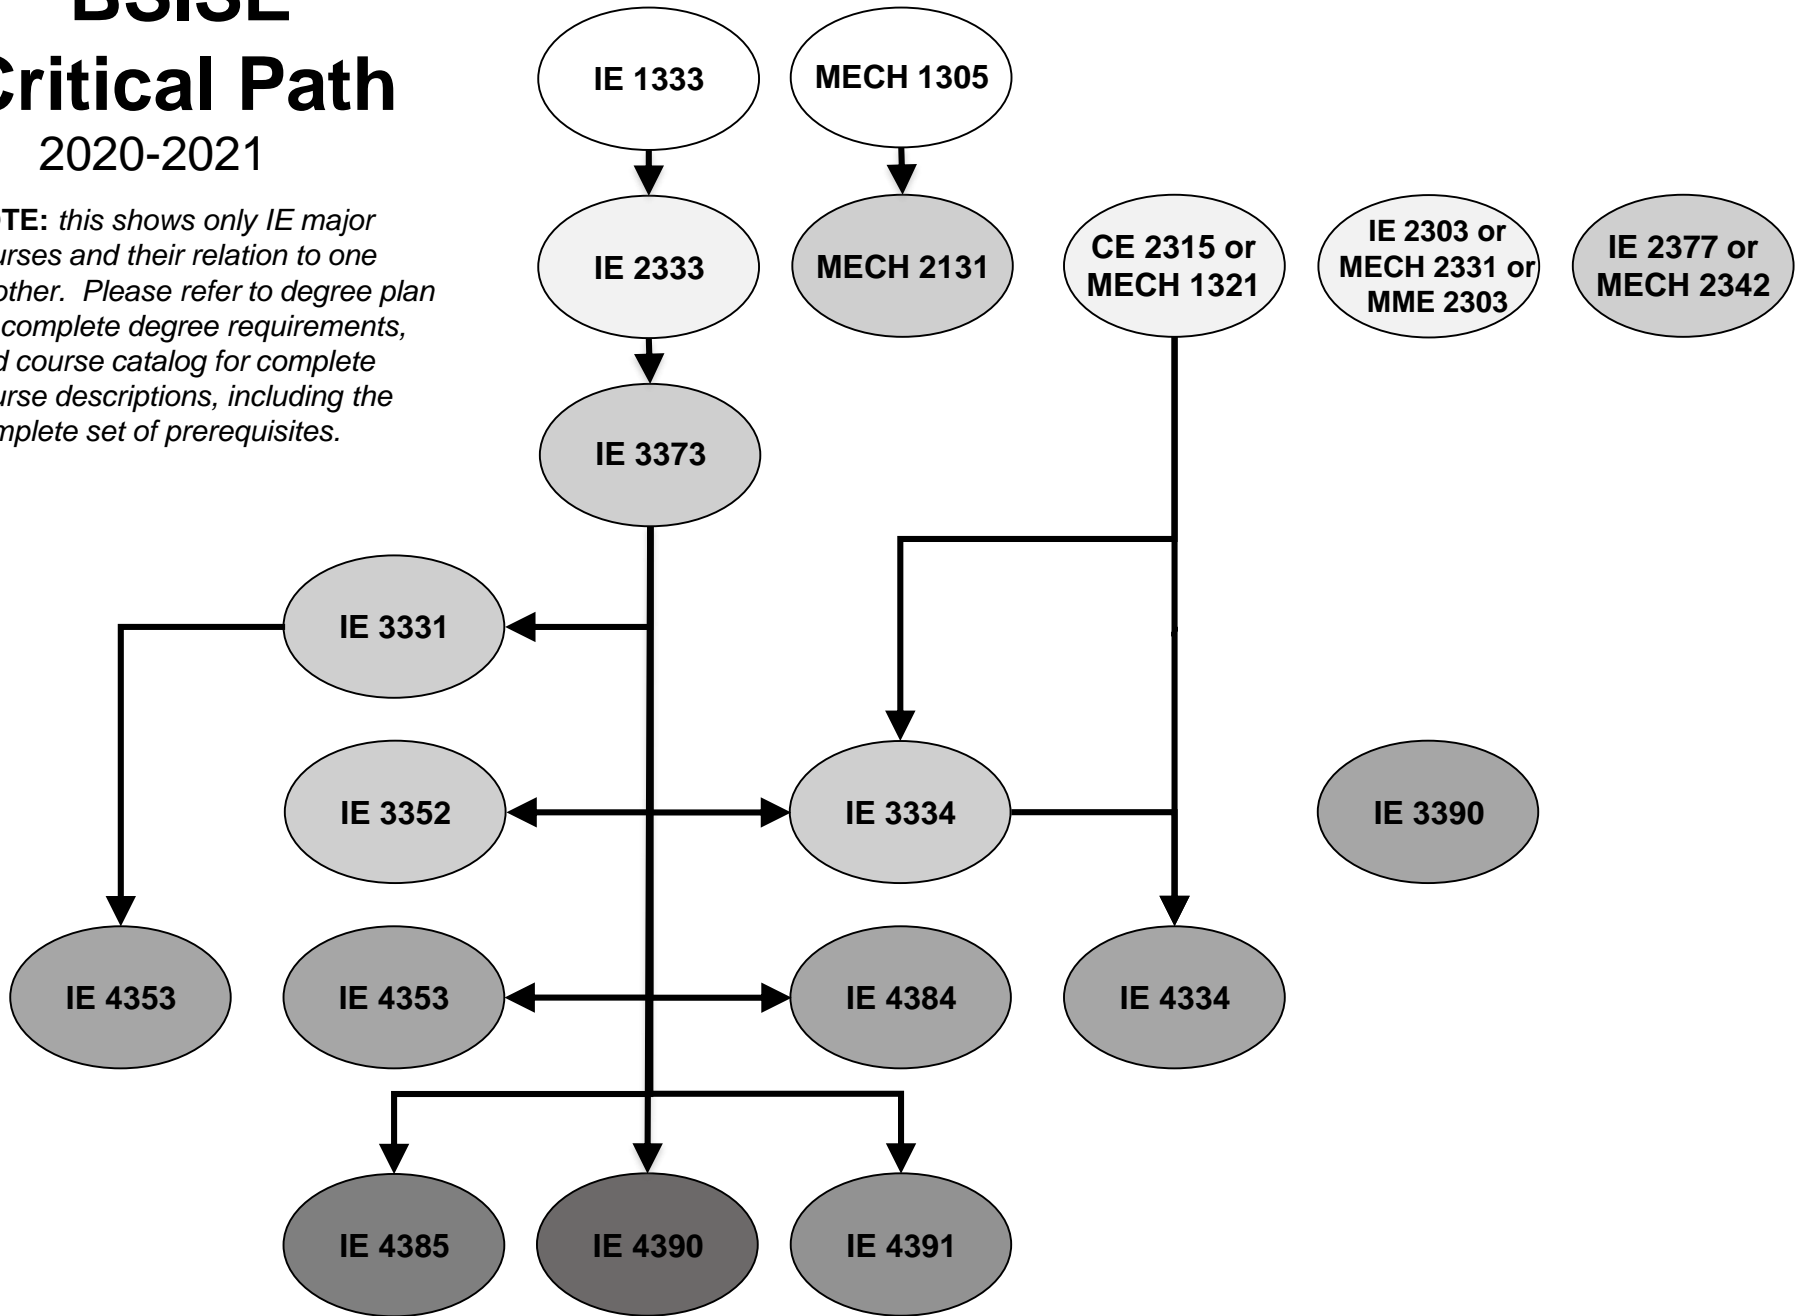 BSISE
Critical Path
2020-2021
OTE: this shows only IE major
urses and their relation to one
other. Please refer to degree plan
complete degree requirements,
d course catalog for complete
urse descriptions, including the
mplete set of prerequisites.
IE 1333
MECH 1305
IE 2333
MECH 2131
CE 2315 or
MECH 1321
IE 2303 or
MECH 2331 or
MME 2303
IE 2377 or
MECH 2342
IE 3373
IE 3331
IE 3352
IE 3334
IE 3390
IE 4353
IE 4353
IE 4384
IE 4334
IE 4385
IE 4390
IE 4391